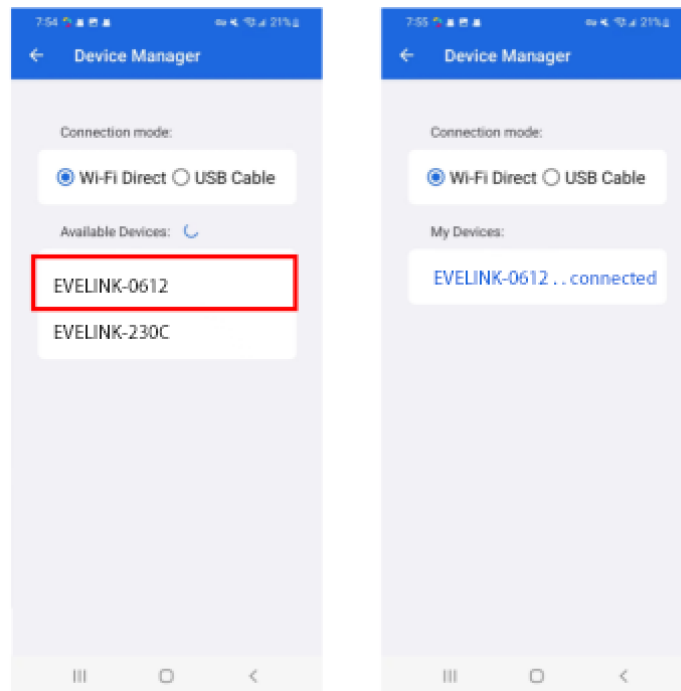 7:54
21%
Device Manager
Connection mode:
Wi-Fi Direct USB Cable
Available Devices:
EVELINK-0612
EVELINK-230C
7:55
21%
Device Manager
Connection mode:
Wi-Fi Direct USB Cable
My Devices:
EVELINK-0612 . . connected